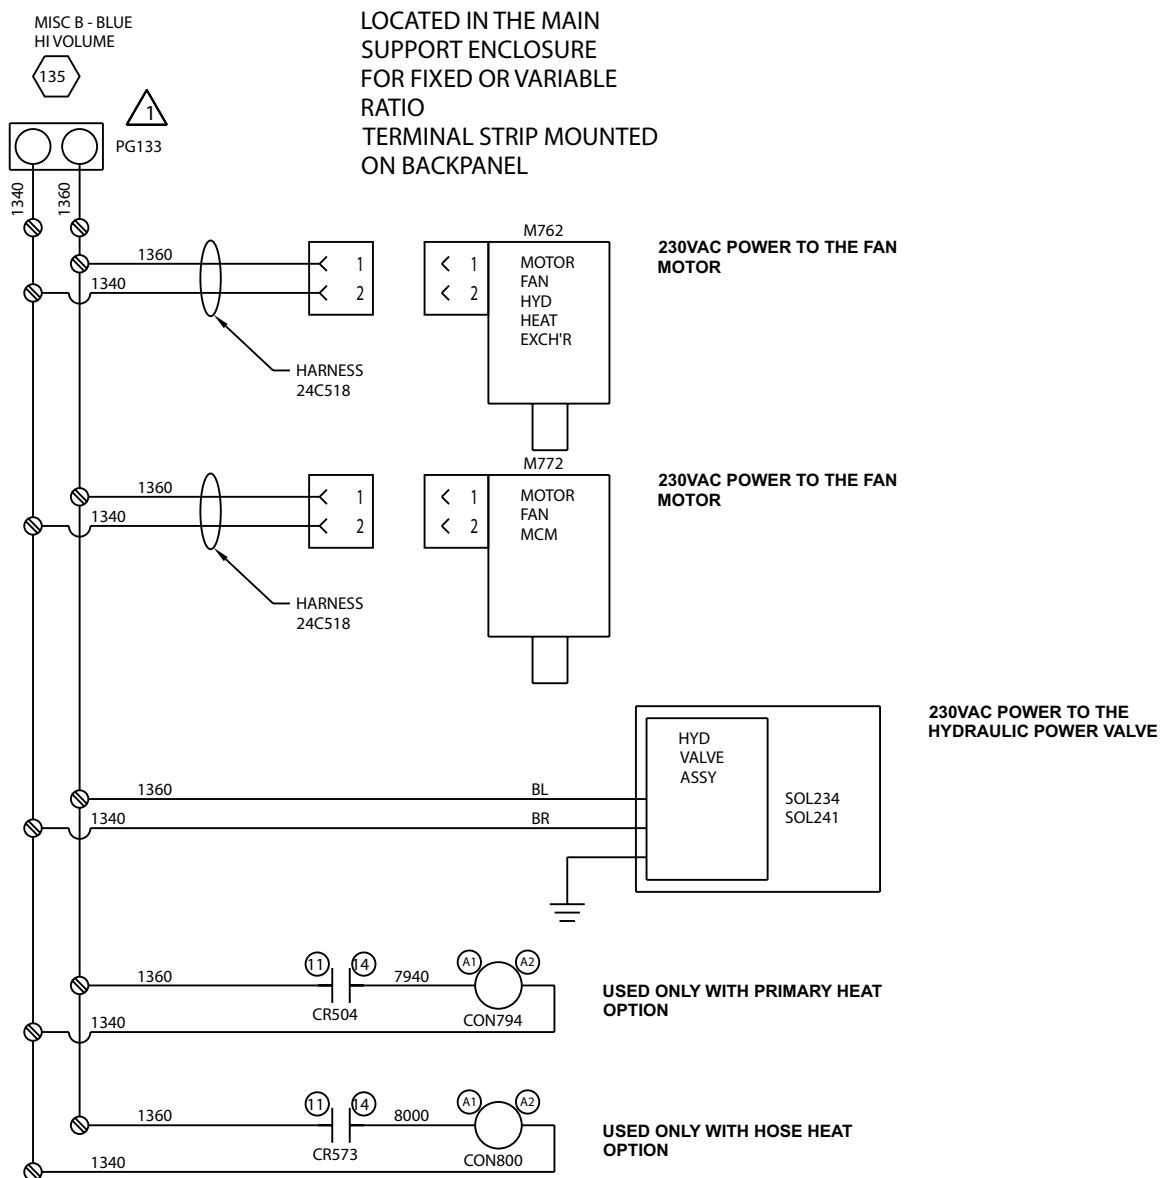 MISC B - BLUE
HI VOLUME
135
1
PG133
LOCATED IN THE MAIN
SUPPORT ENCLOSURE
FOR FIXED OR VARIABLE
RATIO
TERMINAL STRIP MOUNTED
ON BACKPANEL
1340
1360
1360
1340
1
2
HARNESS
24C518
M762
1
2
MOTOR
FAN
HYD
HEAT
EXCH'R
230VAC POWER TO THE FAN
MOTOR
1360
1340
1
2
HARNESS
24C518
M772
1
2
MOTOR
FAN
MCM
230VAC POWER TO THE FAN
MOTOR
1360
BL
1340
BR
HYD
VALVE
ASSY
SOL234
SOL241
230VAC POWER TO THE
HYDRAULIC POWER VALVE
1360
11
14
7940
A1
A2
CR504
CON794
1340
USED ONLY WITH PRIMARY HEAT
OPTION
1360
11
14
8000
A1
A2
CR573
CON800
1340
USED ONLY WITH HOSE HEAT
OPTION